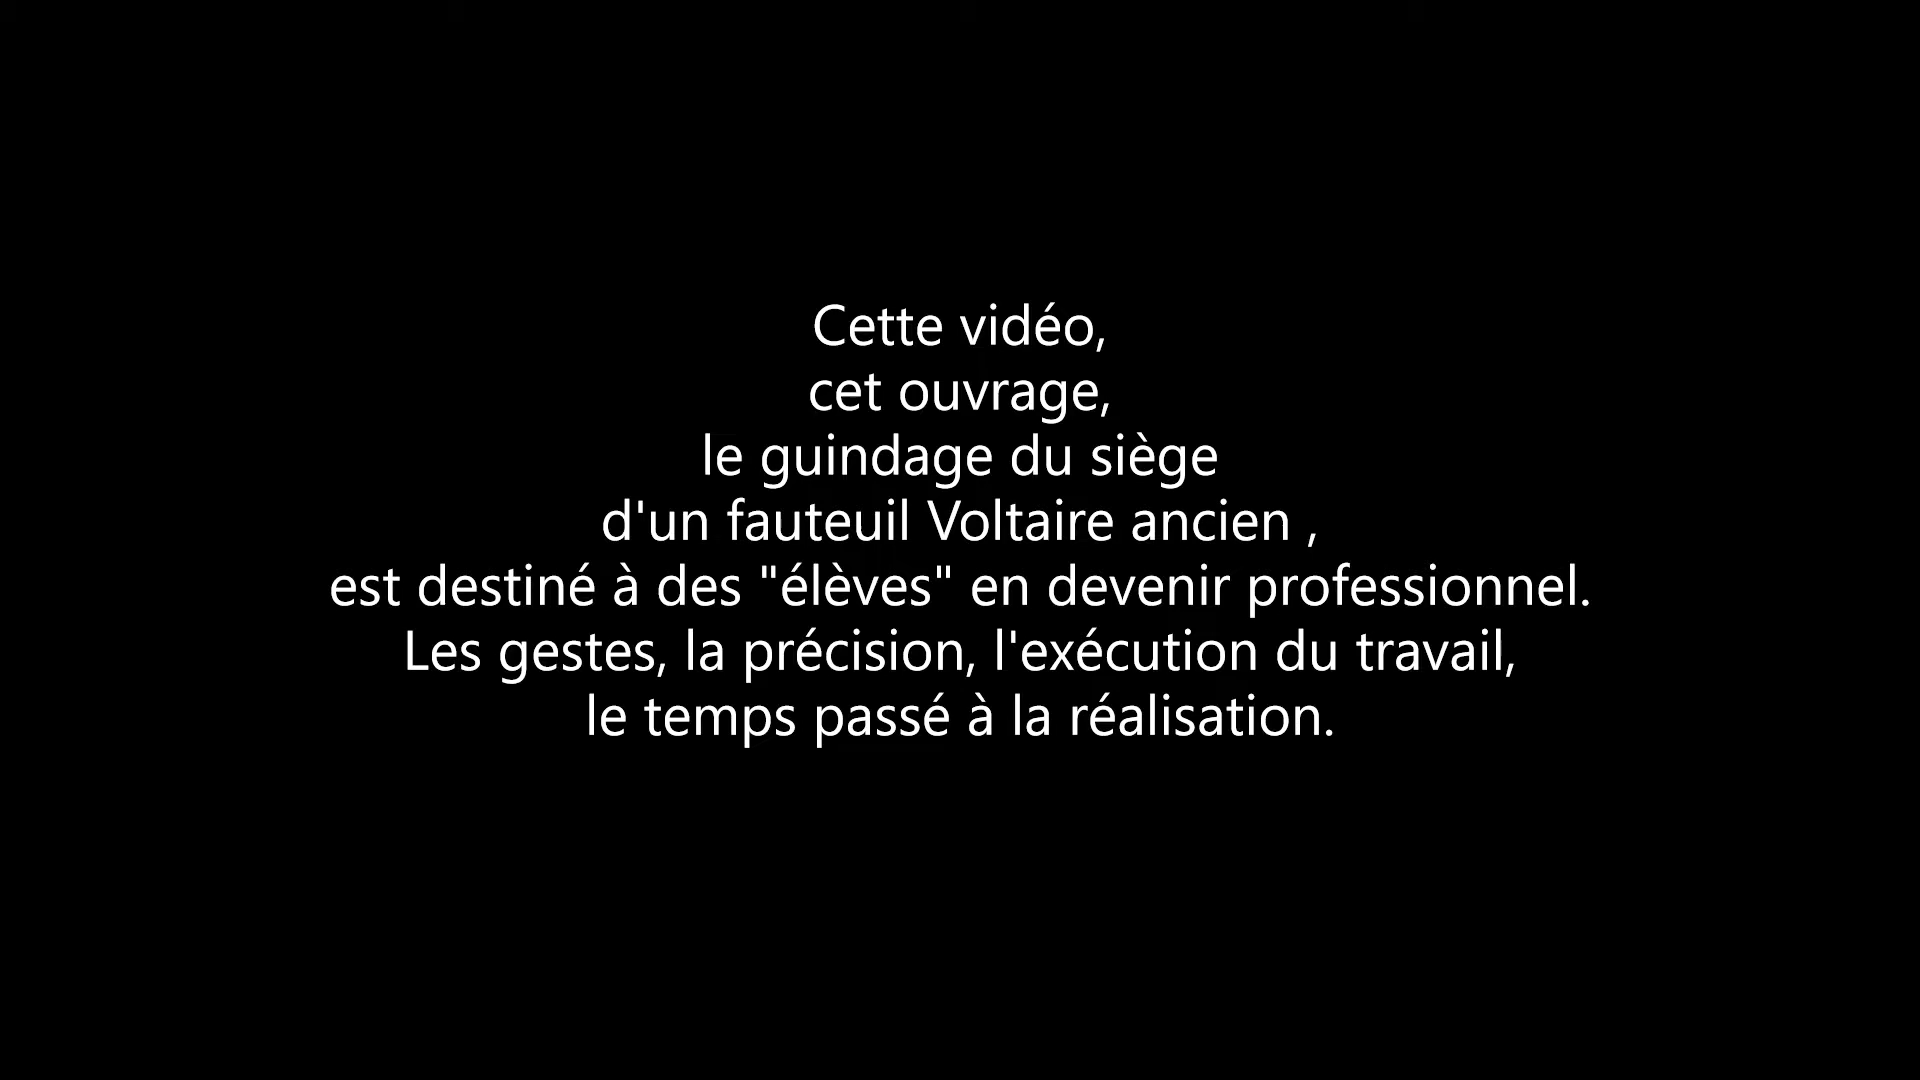 Cette vidéo,
cet ouvrage,
le guindage du siège
d'un fauteuil Voltaire ancien ,
est destiné à des "élèves" en devenir professionnel.
Les gestes, la précision, l'exécution du travail,
le temps passé à la réalisation.